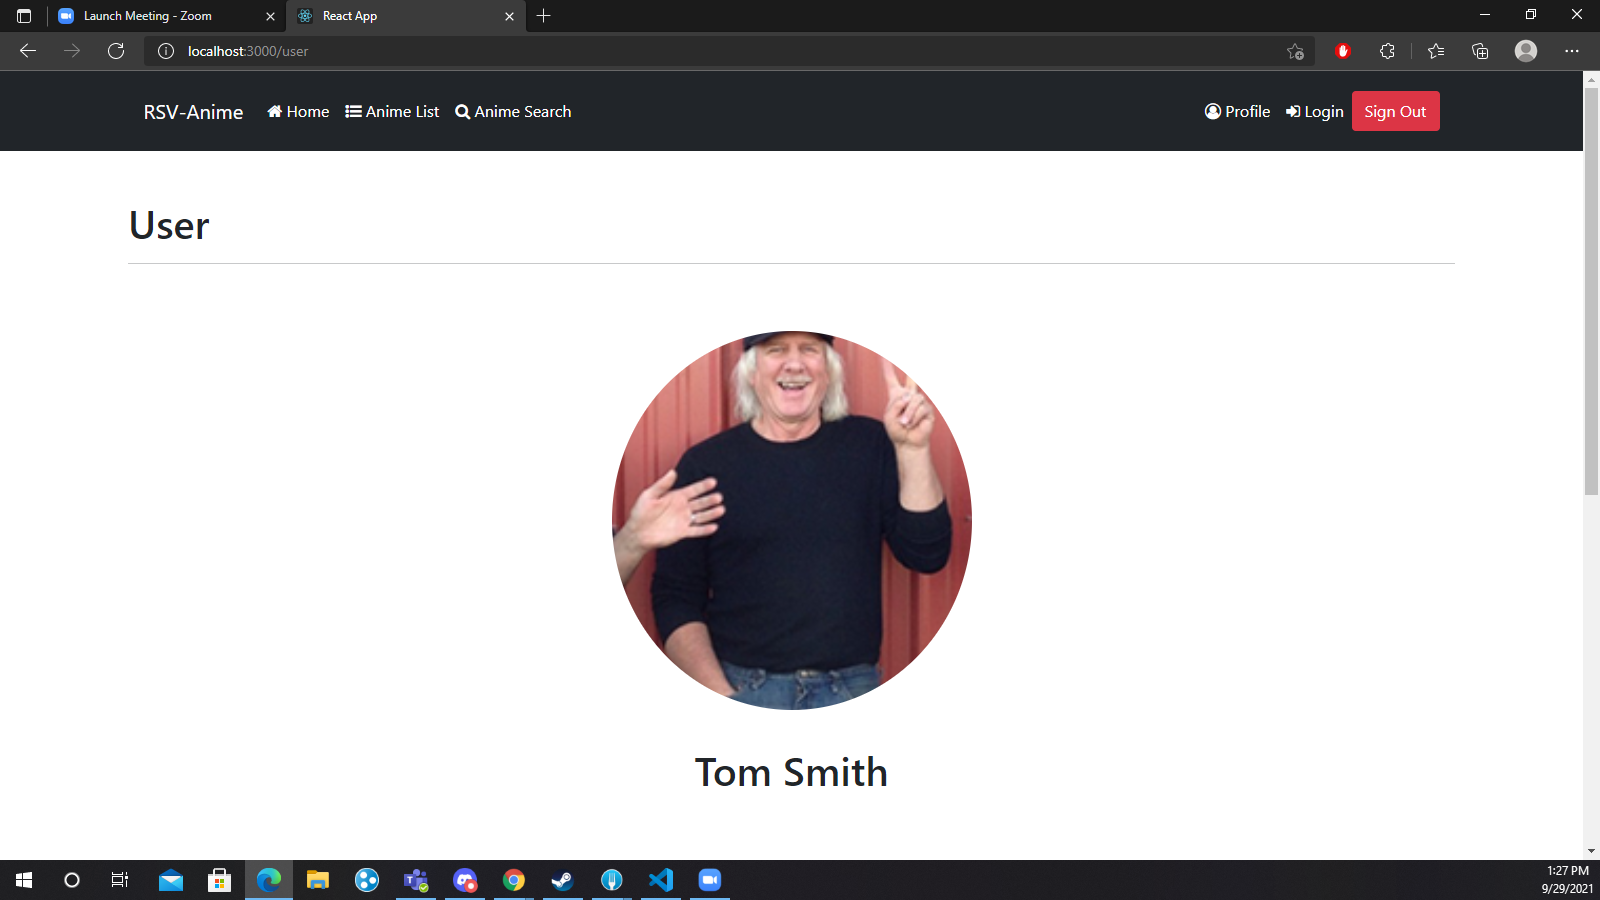 Launch Meeting - Zoom
React App
localhost:3000/user
RSV-Anime
Home
Anime List
Anime Search
Profile
Login
Sign Out
User
Tom Smith
1:27 PM
9/29/2021